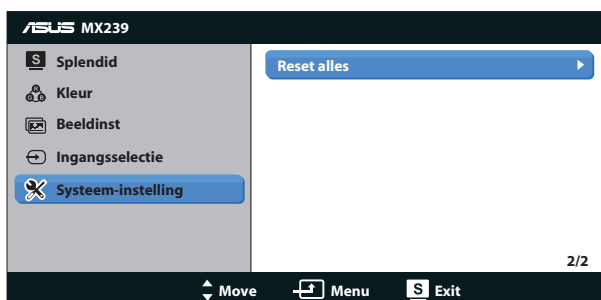 ASUS MX239
S Splendid
Kleur
Beeldinst
Ingangsselectie
Systeem-instelling
Reset alles
2/2
Move Menu S Exit